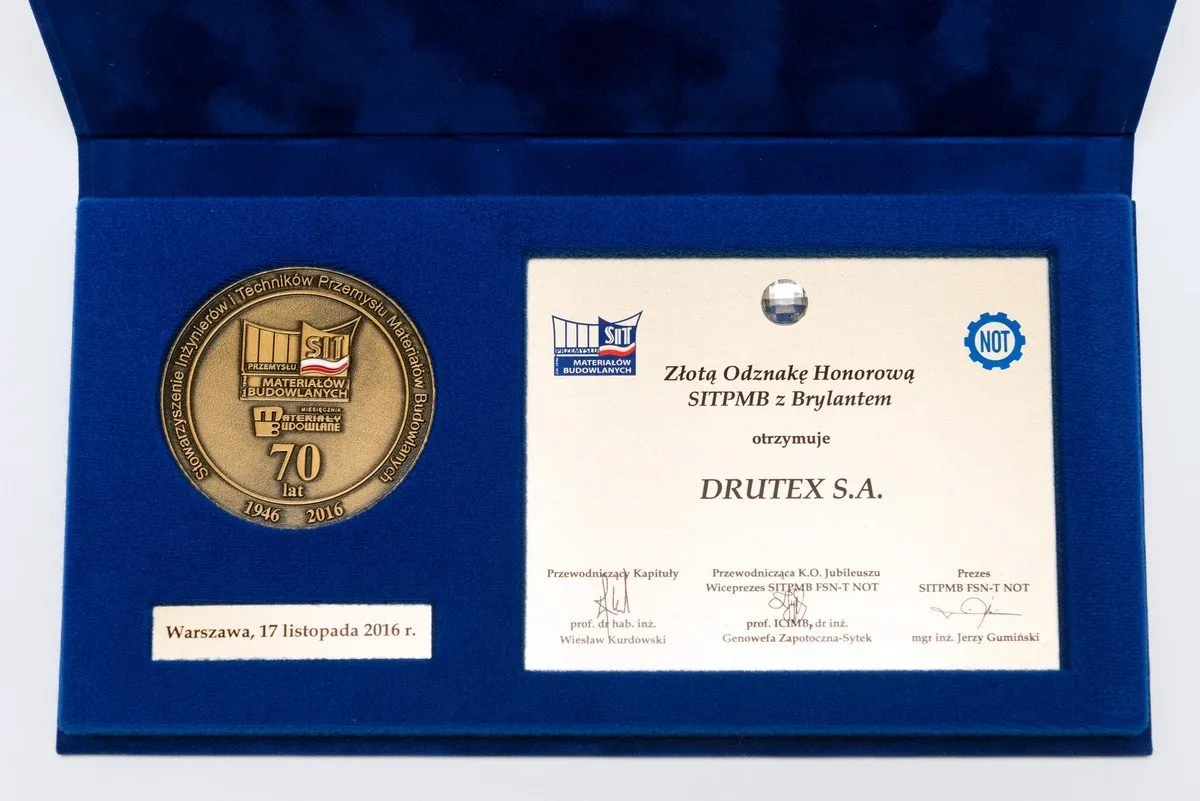 Stowarzyszenie Inżynierów i Techników Przemysłu Materiałów Budowlanych
SIT
PRZEMYSŁU
MATERIAŁÓW
BUDOWLANYCH
MIESIĘCZNIK
MATERIAŁY
BUDOWLANE
70
lat
1946 2016
Warszawa, 17 listopada 2016 r.
SIT
PRZEMYSŁU
MATERIAŁÓW
BUDOWLANYCH
NOT
Złotą Odznakę Honorową
SITPMB z Brylantem
otrzymuje
DRUTEX S.A.
Przewodniczący Kapituły
prof. dr hab. inż.
Wiesław Kurdowski
Przewodnicząca K.O. Jubileuszu
Wiceprezes SITPMB FSN-T NOT
prof. ICiMB, dr inż.
Genowefa Zapotoczna-Sytek
Prezes
SITPMB FSN-T NOT
mgr inż. Jerzy Gumiński